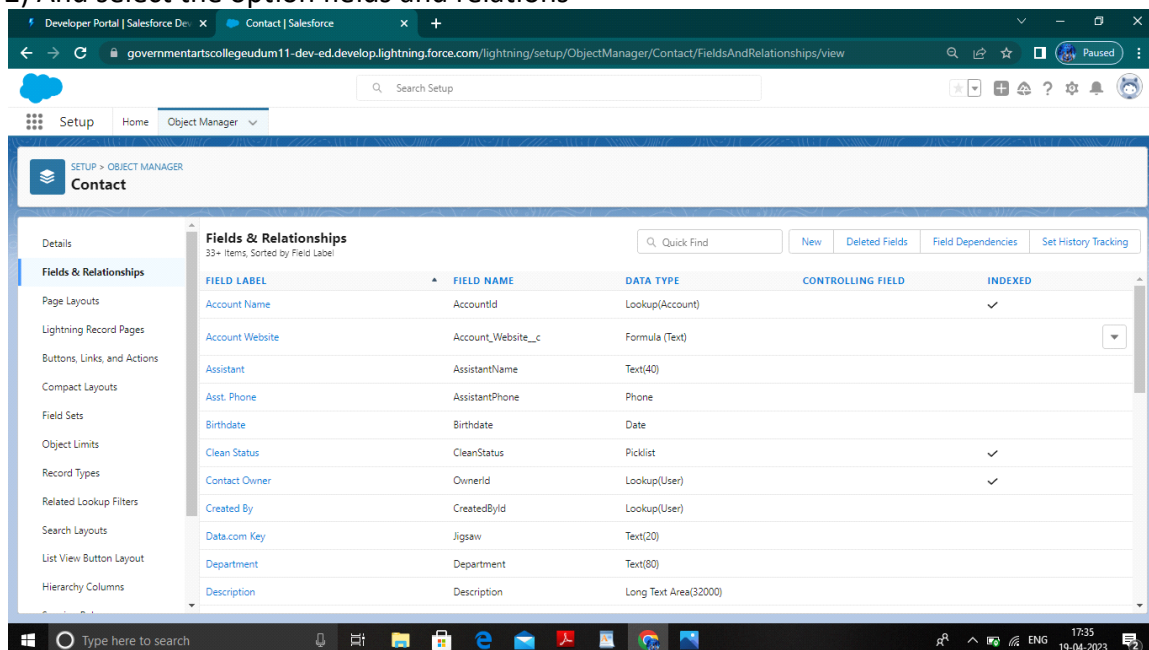 2) And select the option fields and relations
Developer Portal | Salesforce Dev
Contact | Salesforce
governmentartscollegeudum11-dev-ed.develop.lightning.force.com/lightning/setup/ObjectManager/Contact/FieldsAndRelationships/view
Paused
Search Setup
Setup Home Object Manager
SETUP > OBJECT MANAGER
Contact
Details
Fields & Relationships
Page Layouts
Lightning Record Pages
Buttons, Links, and Actions
Compact Layouts
Field Sets
Object Limits
Record Types
Related Lookup Filters
Search Layouts
List View Button Layout
Hierarchy Columns
Fields & Relationships
33+ Items, Sorted by Field Label
Quick Find New Deleted Fields Field Dependencies Set History Tracking
FIELD LABEL FIELD NAME DATA TYPE CONTROLLING FIELD INDEXED
Account Name AccountId Lookup(Account)
Account Website Account_Website__c Formula (Text)
Assistant AssistantName Text(40)
Asst. Phone AssistantPhone Phone
Birthdate Birthdate Date
Clean Status CleanStatus Picklist
Contact Owner OwnerId Lookup(User)
Created By CreatedById Lookup(User)
Data.com Key Jigsaw Text(20)
Department Department Text(80)
Description Description Long Text Area(32000)
Type here to search
ENG
17:35
19-04-2023
2